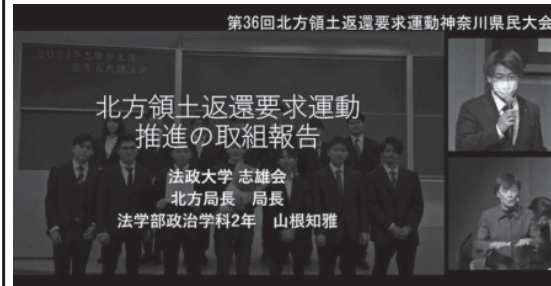 第36回北方領土返還要求運動神奈川県民大会
北方領土返還要求運動
推進の取組報告
法政大学 志雄会
北方局長 局長
法学部政治学科2年 山根知雅